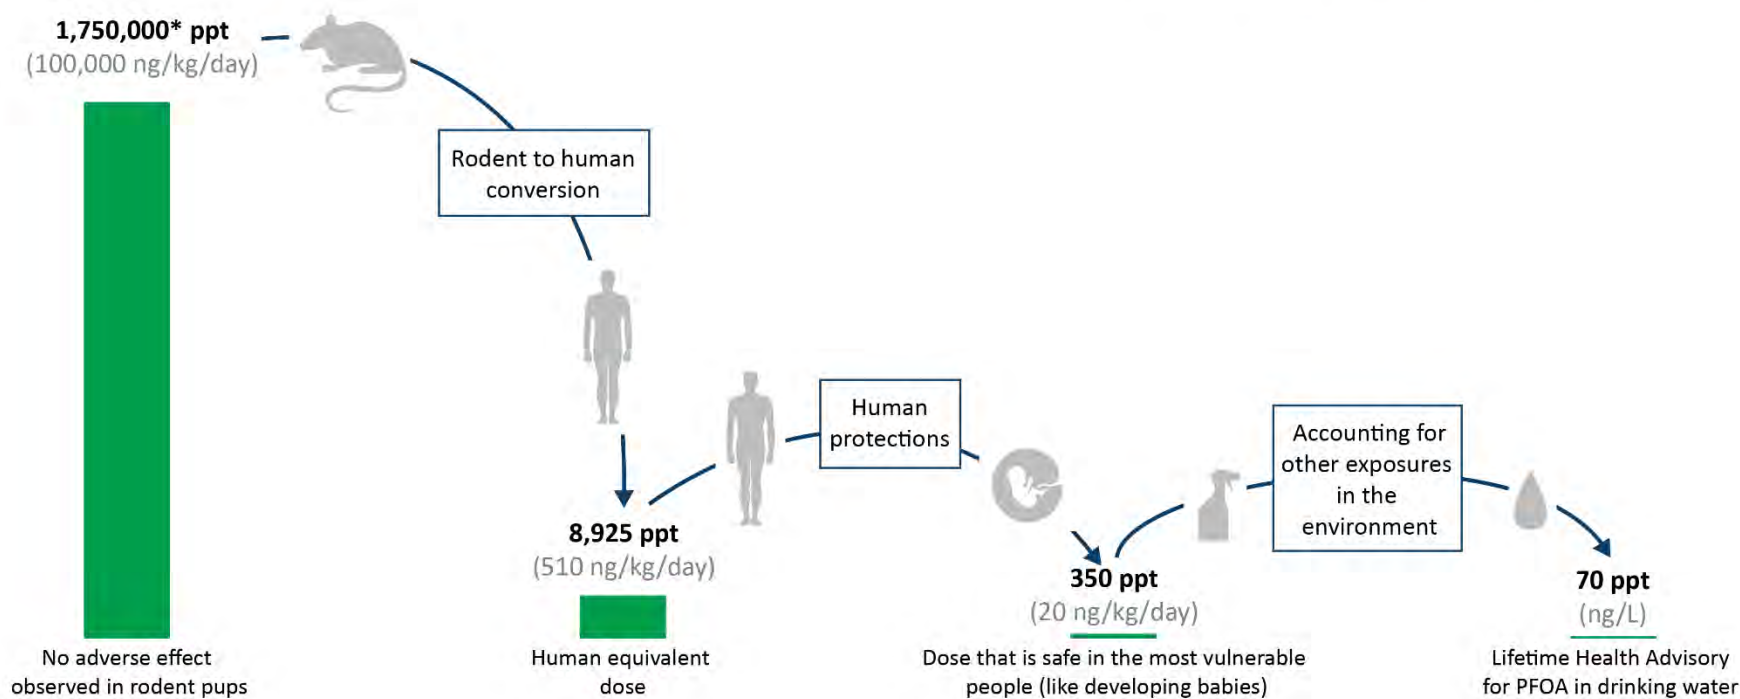 1,750,000* ppt
(100,000 ng/kg/day)
No adverse effect
observed in rodent pups
Rodent to human
conversion
8,925 ppt
(510 ng/kg/day)
Human equivalent
dose
Human
protections
350 ppt
(20 ng/kg/day)
Dose that is safe in the most vulnerable
people (like developing babies)
Accounting for
other exposures
in the
environment
70 ppt
(ng/L)
Lifetime Health Advisory
for PFOA in drinking water